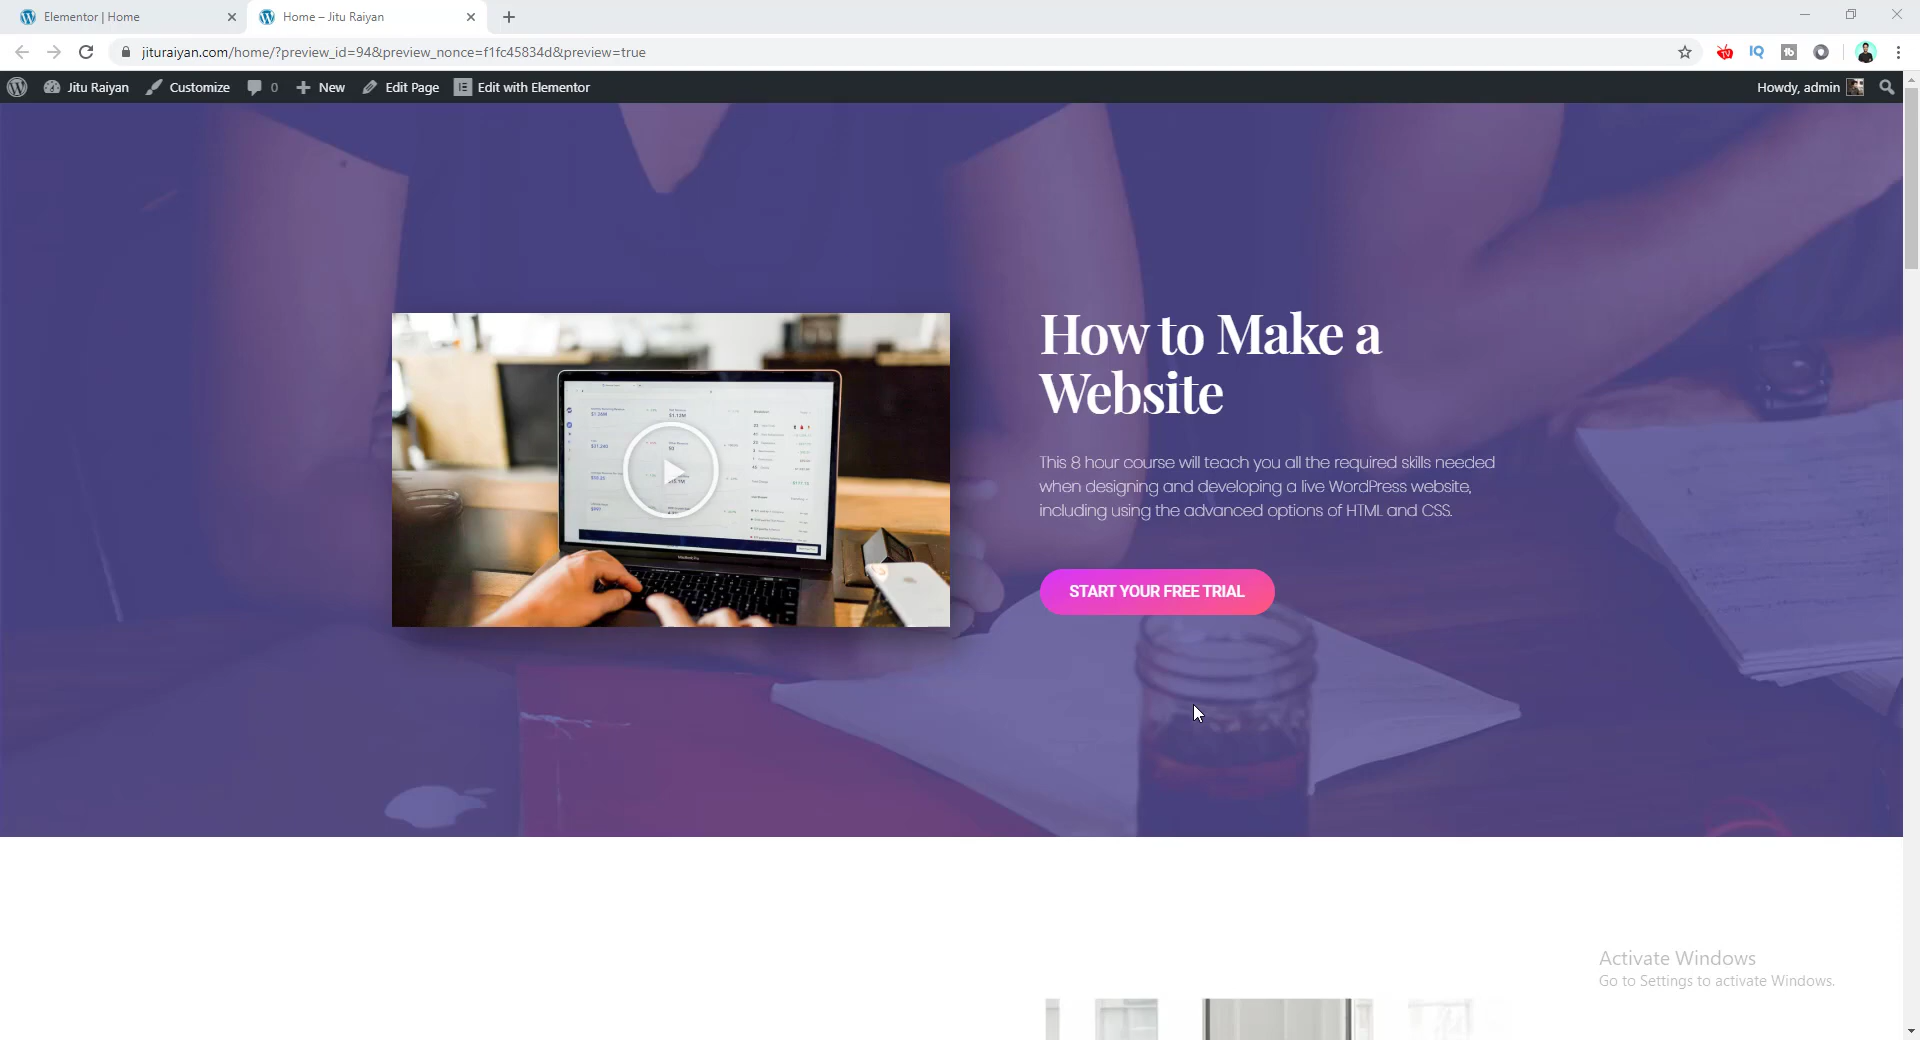 Elementor | Home
Home – Jitu Raiyan
jituraiyan.com/home/?preview_id=94&preview_nonce=f1fc45834d&preview=true
Jitu Raiyan
Customize
0
New
Edit Page
Edit with Elementor
Howdy, admin
How to Make a
Website
This 8 hour course will teach you all the required skills needed
when designing and developing a live WordPress website,
including using the advanced options of HTML and CSS.
START YOUR FREE TRIAL
Activate Windows
Go to Settings to activate Windows.